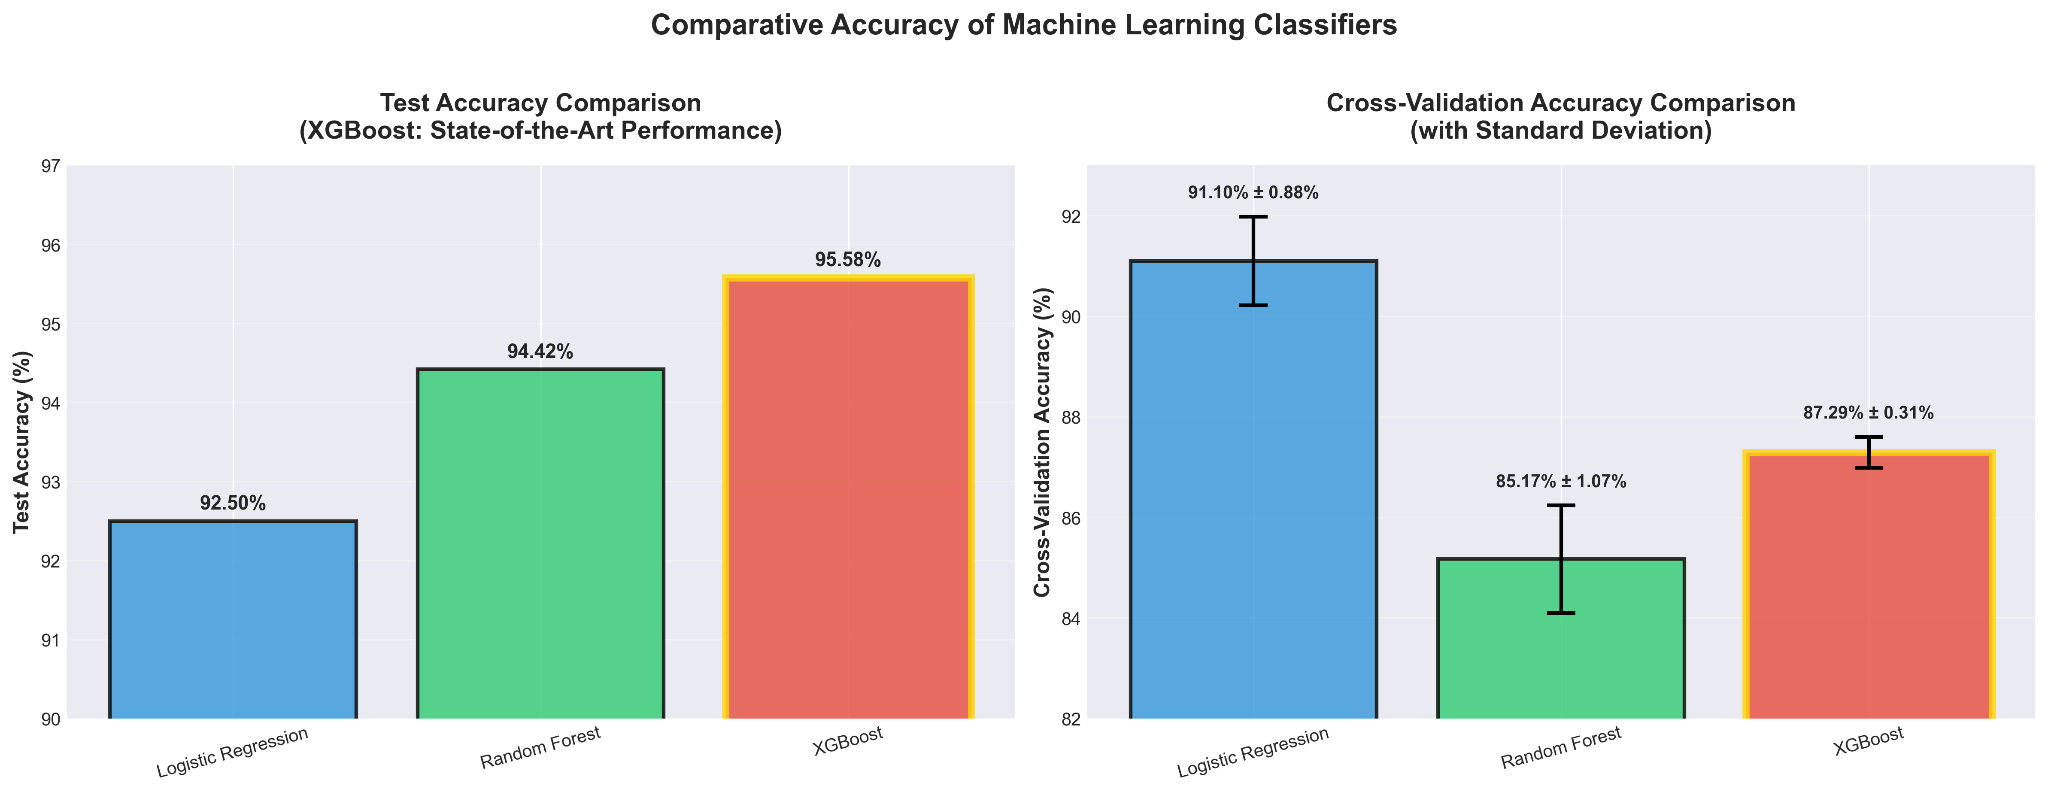 Comparative Accuracy of Machine Learning Classifiers
Test Accuracy Comparison
(XGBoost: State-of-the-Art Performance)
Test Accuracy (%)
97
96
95
94
93
92
91
90
92.50%
94.42%
95.58%
Logistic Regression
Random Forest
XGBoost
Cross-Validation Accuracy Comparison
(with Standard Deviation)
Cross-Validation Accuracy (%)
92
90
88
86
84
82
91.10% ± 0.88%
85.17% ± 1.07%
87.29% ± 0.31%
Logistic Regression
Random Forest
XGBoost